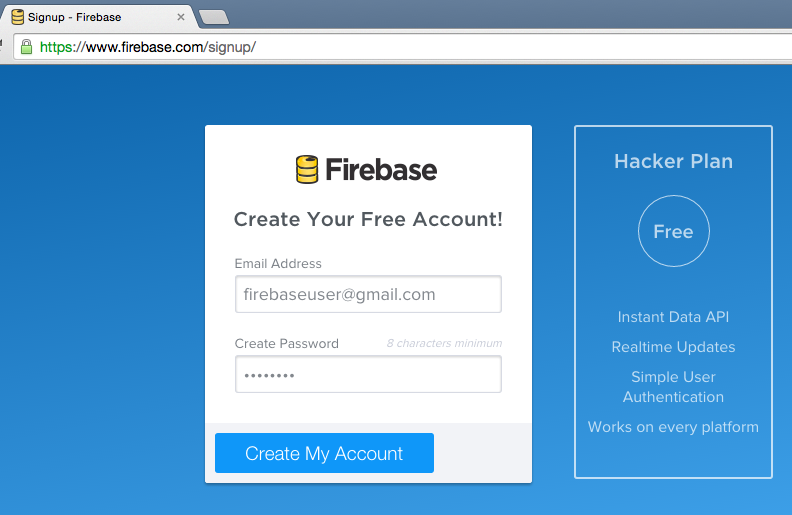 Signup - Firebase
https://www.firebase.com/signup/
Firebase
Create Your Free Account!
Email Address
firebaseuser@gmail.com
Create Password 8 characters minimum
••••••••
Create My Account
Hacker Plan
Free
Instant Data API
Realtime Updates
Simple User
Authentication
Works on every platform